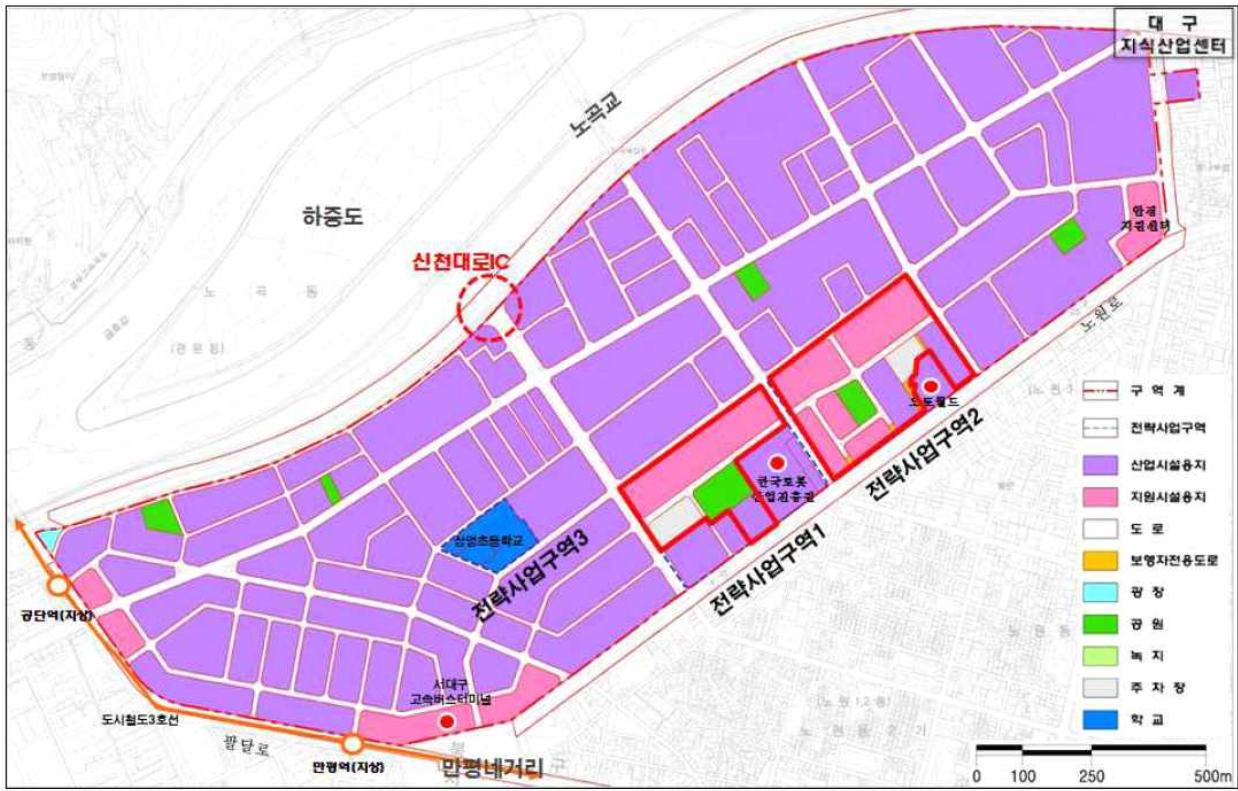 대 구
지식산업센터
노곡교
하중도
신천대로IC
노 곡 동
안경
지원센터
노원로
오토월드
전략사업구역2
한국로봇
산업진흥원
전략사업구역1
전략사업구역3
공단역(지상)
서대구
고속버스터미널
도시철도3호선
팔달로
만평역(지상)
만평네거리
구 역 계
전략사업구역
산업시설용지
지원시설용지
도 로
보행자전용도로
광 장
공 원
녹 지
주 차 장
학 교
0 100 250 500m